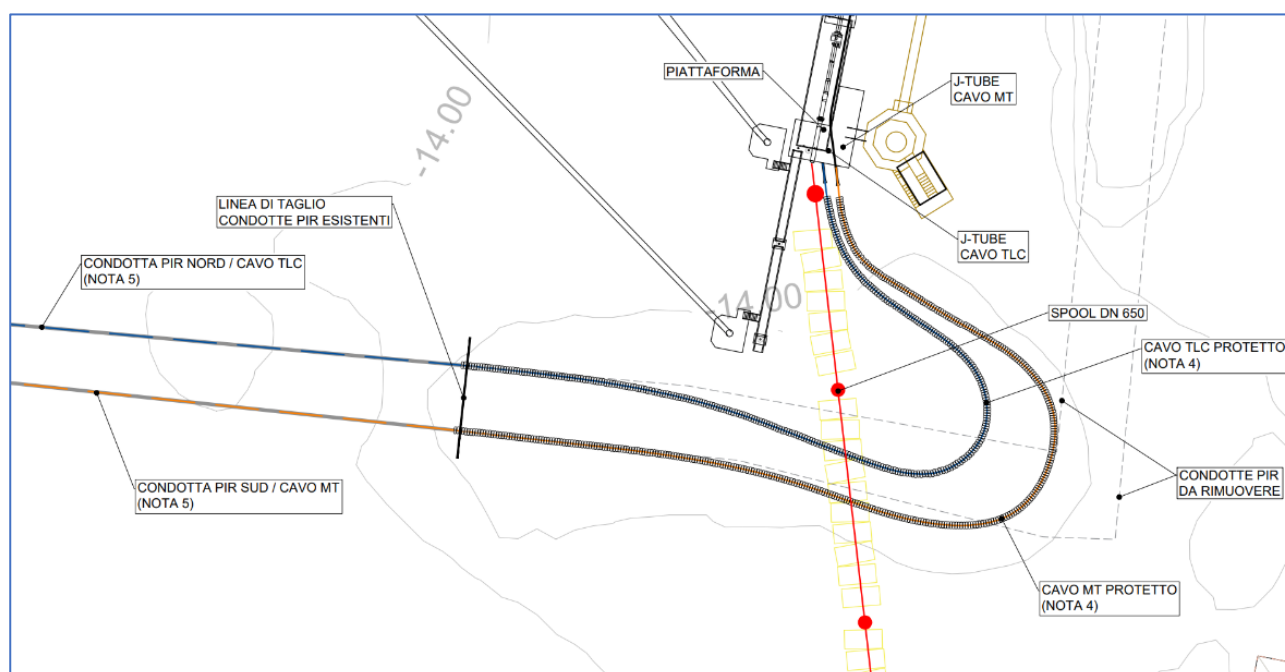 PIATTAFORMA
J-TUBE
CAVO MT
-14.00
LINEA DI TAGLIO
CONDOTTE PIR ESISTENTI
J-TUBE
CAVO TLC
CONDOTTA PIR NORD / CAVO TLC
(NOTA 5)
-14.00
SPOOL DN 650
CAVO TLC PROTETTO
(NOTA 4)
CONDOTTA PIR SUD / CAVO MT
(NOTA 5)
CONDOTTE PIR
DA RIMUOVERE
CAVO MT PROTETTO
(NOTA 4)